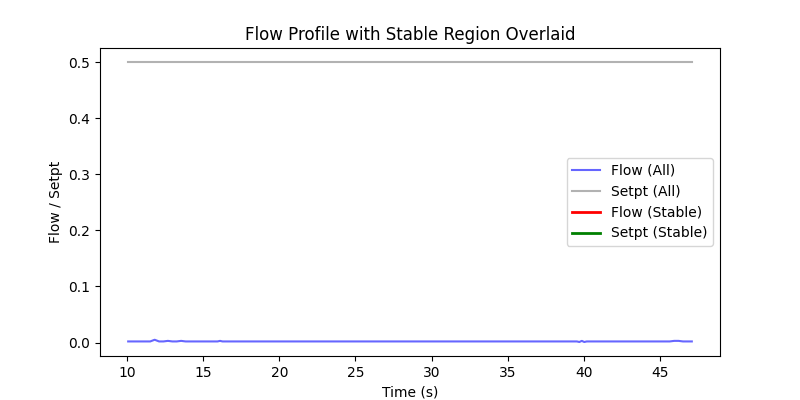 Flow Profile with Stable Region Overlaid
0.5
0.4
0.3
0.2
0.1
0.0
Flow / Setpt
Flow (All)
Setpt (All)
Flow (Stable)
Setpt (Stable)
10 15 20 25 30 35 40 45
Time (s)